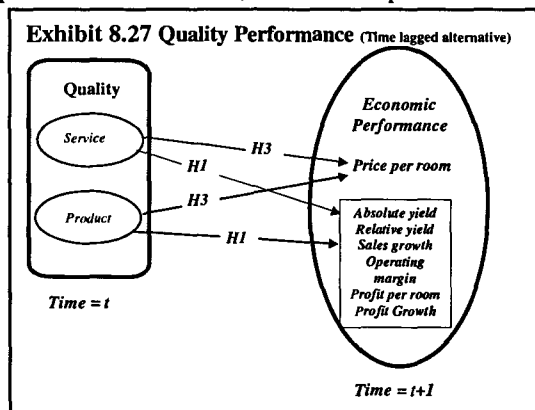 Exhibit 8.27 Quality Performance (Time lagged alternative)
Quality
Service
Product
Time = t
H3
H1
H3
H1
Economic
Performance
Price per room
Absolute yield
Relative yield
Sales growth
Operating
margin
Profit per room
Profit Growth
Time = t+1